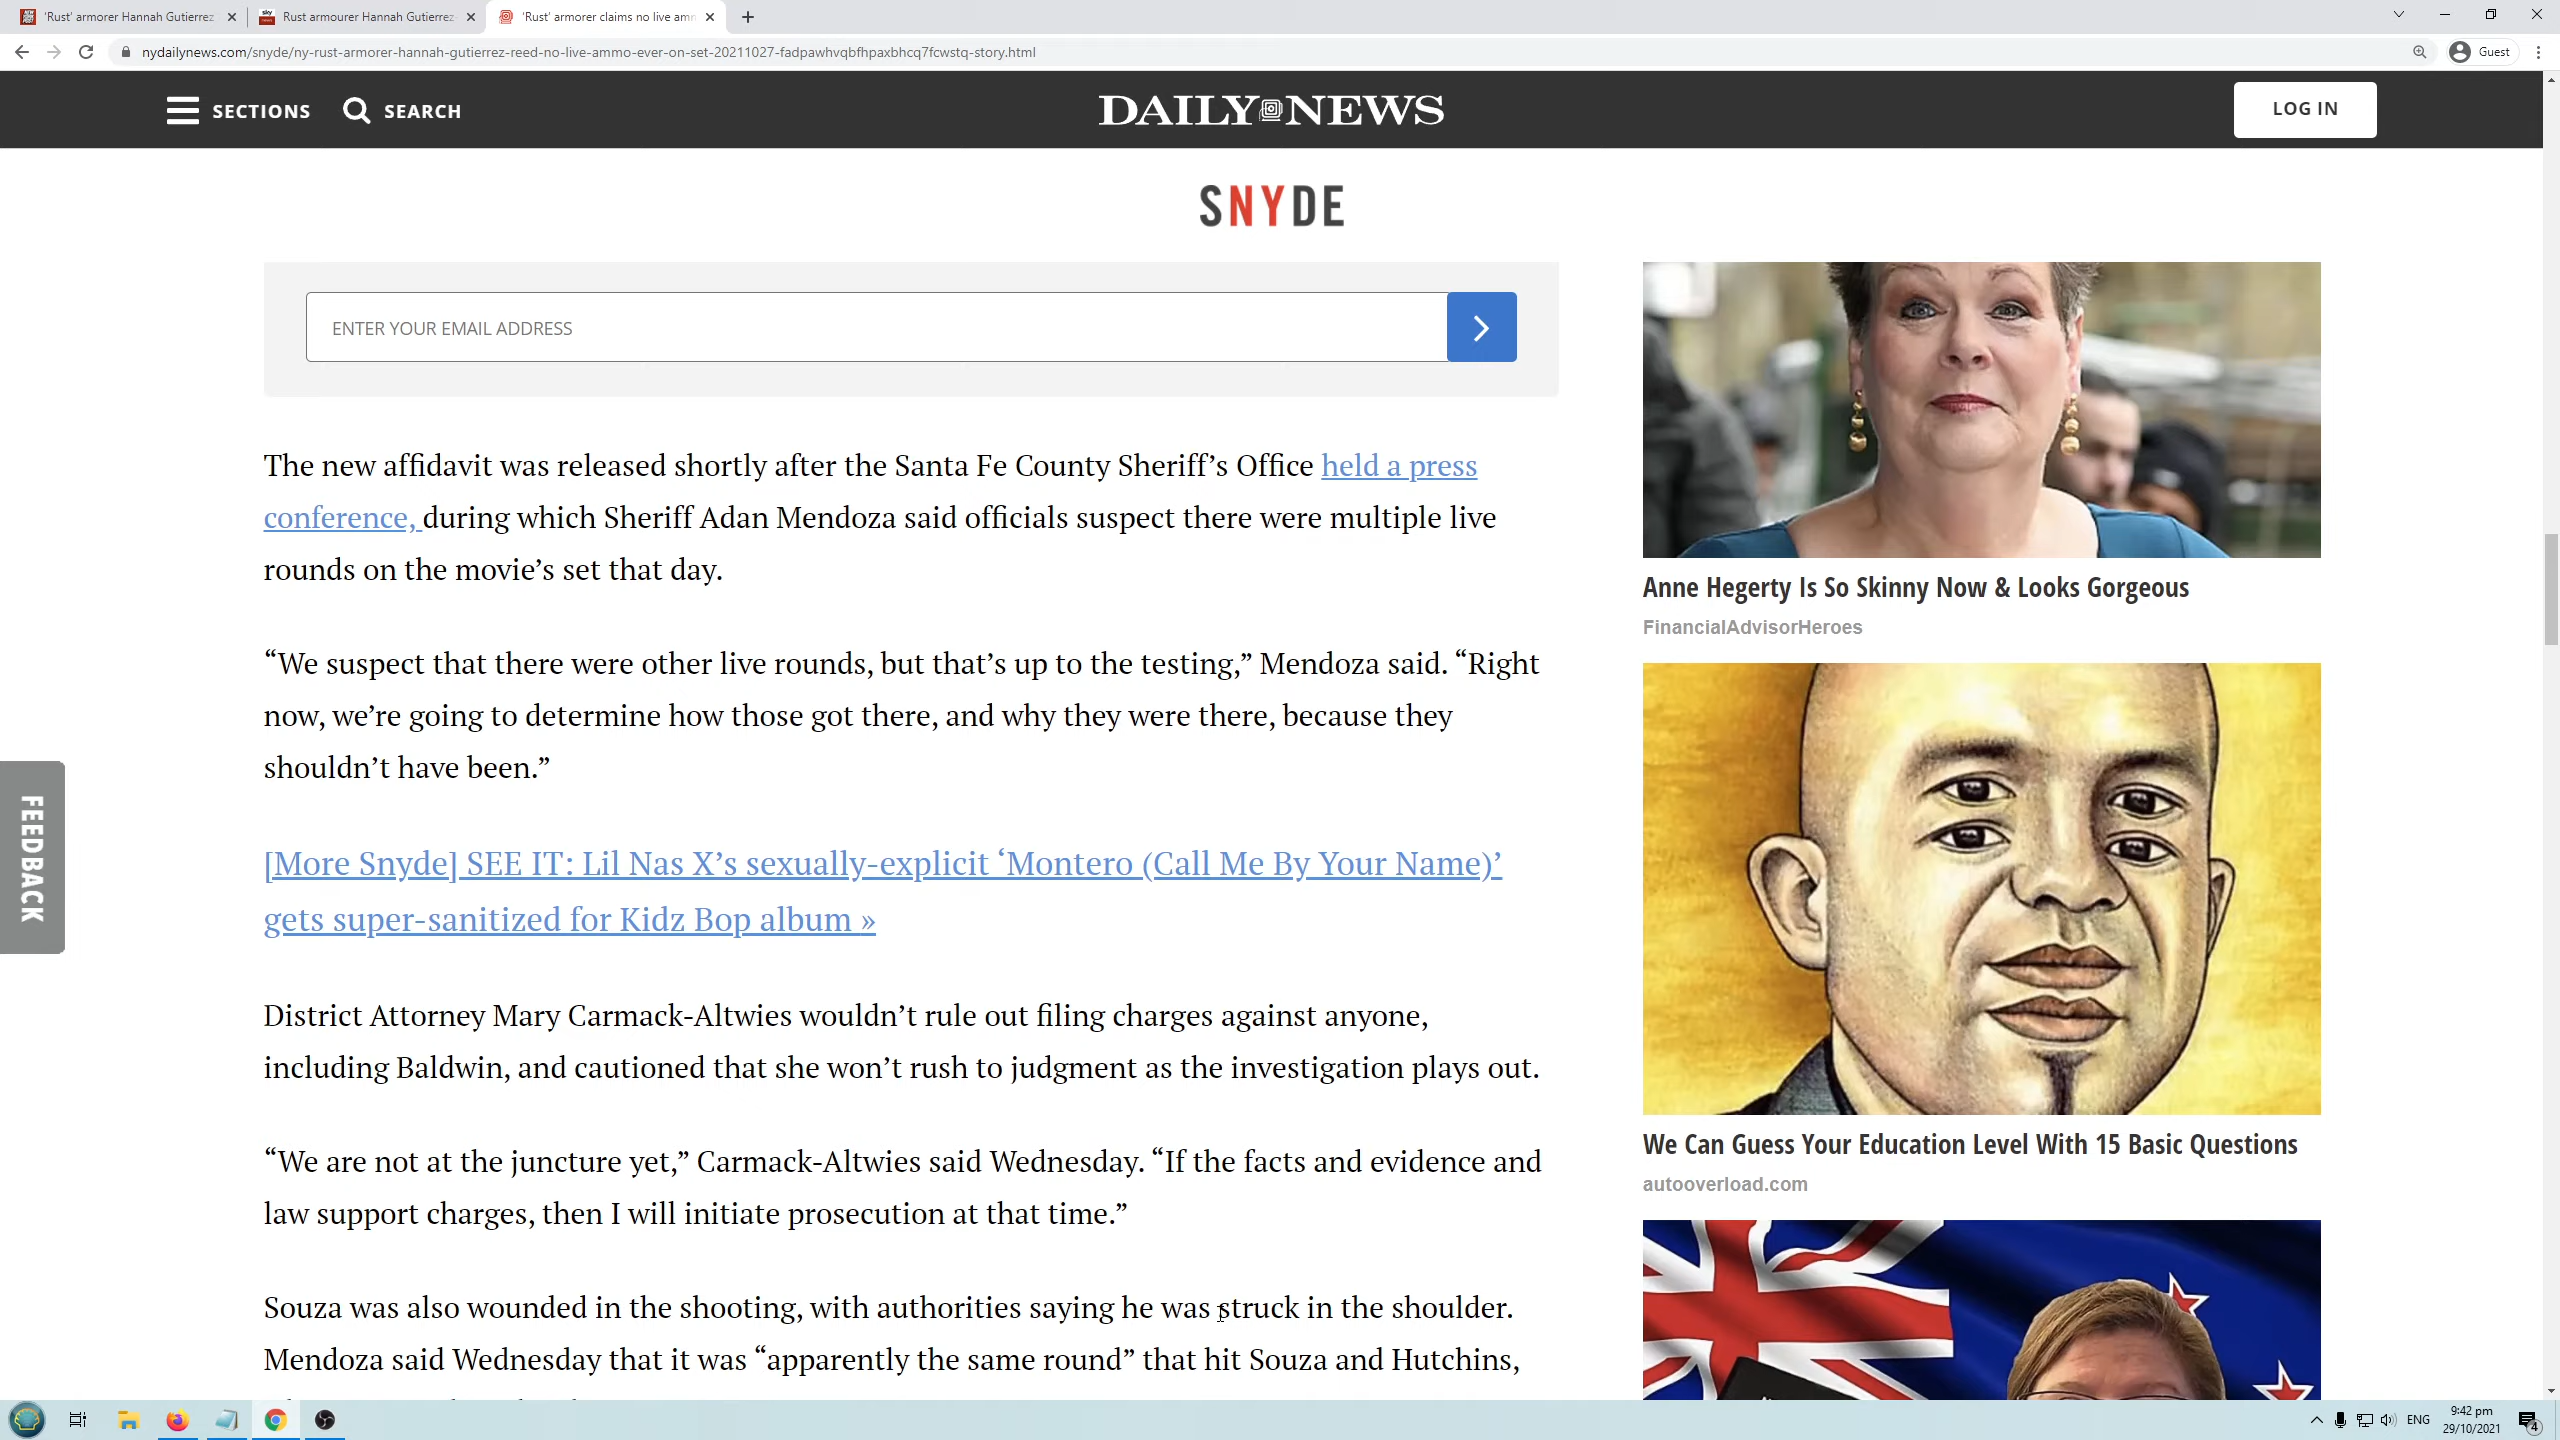 'Rust' armorer Hannah Gutierrez
Rust armourer Hannah Gutierrez-
'Rust' armorer claims no live amm
nydailynews.com/snyde/ny-rust-armorer-hannah-gutierrez-reed-no-live-ammo-ever-on-set-20211027-fadpawhvqbfhpaxbhcq7fcwstq-story.html
Guest
SECTIONS
SEARCH
DAILY NEWS
LOG IN
SNYDE
ENTER YOUR EMAIL ADDRESS
The new affidavit was released shortly after the Santa Fe County Sheriff’s Office held a press
conference, during which Sheriff Adan Mendoza said officials suspect there were multiple live
rounds on the movie’s set that day.
“We suspect that there were other live rounds, but that’s up to the testing,” Mendoza said. “Right
now, we’re going to determine how those got there, and why they were there, because they
shouldn’t have been.”
[More Snyde] SEE IT: Lil Nas X’s sexually-explicit ‘Montero (Call Me By Your Name)’
gets super-sanitized for Kidz Bop album »
District Attorney Mary Carmack-Altwies wouldn’t rule out filing charges against anyone,
including Baldwin, and cautioned that she won’t rush to judgment as the investigation plays out.
“We are not at the juncture yet,” Carmack-Altwies said Wednesday. “If the facts and evidence and
law support charges, then I will initiate prosecution at that time.”
Souza was also wounded in the shooting, with authorities saying he was struck in the shoulder.
Mendoza said Wednesday that it was “apparently the same round” that hit Souza and Hutchins,
Anne Hegerty Is So Skinny Now & Looks Gorgeous
FinancialAdvisorHeroes
We Can Guess Your Education Level With 15 Basic Questions
autooverload.com
FEEDBACK
ENG
9:42 pm
29/10/2021
4